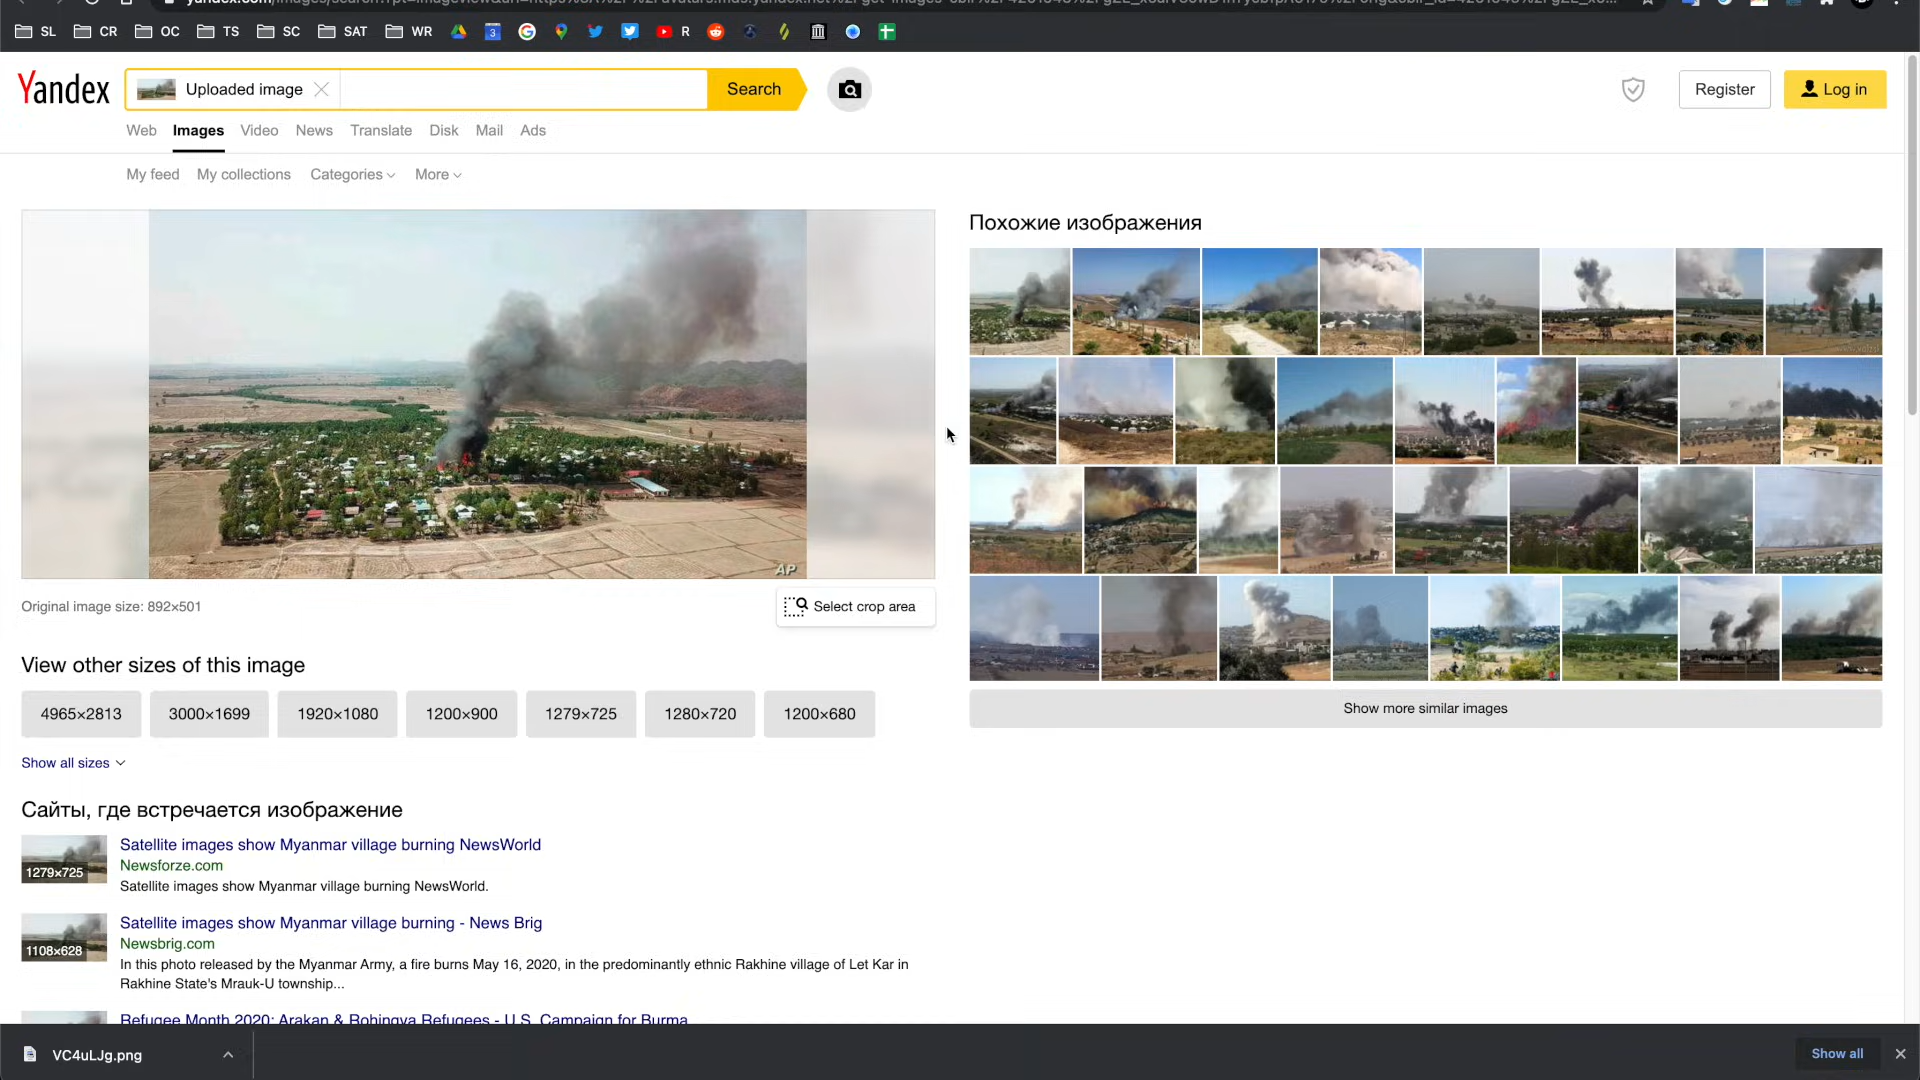 SL CR OC TS SC SAT WR R
Yandex Uploaded image Search Register Log in
Web Images Video News Translate Disk Mail Ads
My feed My collections Categories More
Похожие изображения
AP
Original image size: 892×501 Select crop area
View other sizes of this image
4965×2813 3000×1699 1920×1080 1200×900 1279×725 1280×720 1200×680
Show more similar images
Show all sizes
Сайты, где встречается изображение
Satellite images show Myanmar village burning NewsWorld
Newsforze.com
1279×725
Satellite images show Myanmar village burning NewsWorld.
Satellite images show Myanmar village burning - News Brig
Newsbrig.com
1108×628
In this photo released by the Myanmar Army, a fire burns May 16, 2020, in the predominantly ethnic Rakhine village of Let Kar in
Rakhine State's Mrauk-U township...
Refugee Month 2020: Arakan & Rohingya Refugees - U.S. Campaign for Burma
VC4uLJg.png Show all